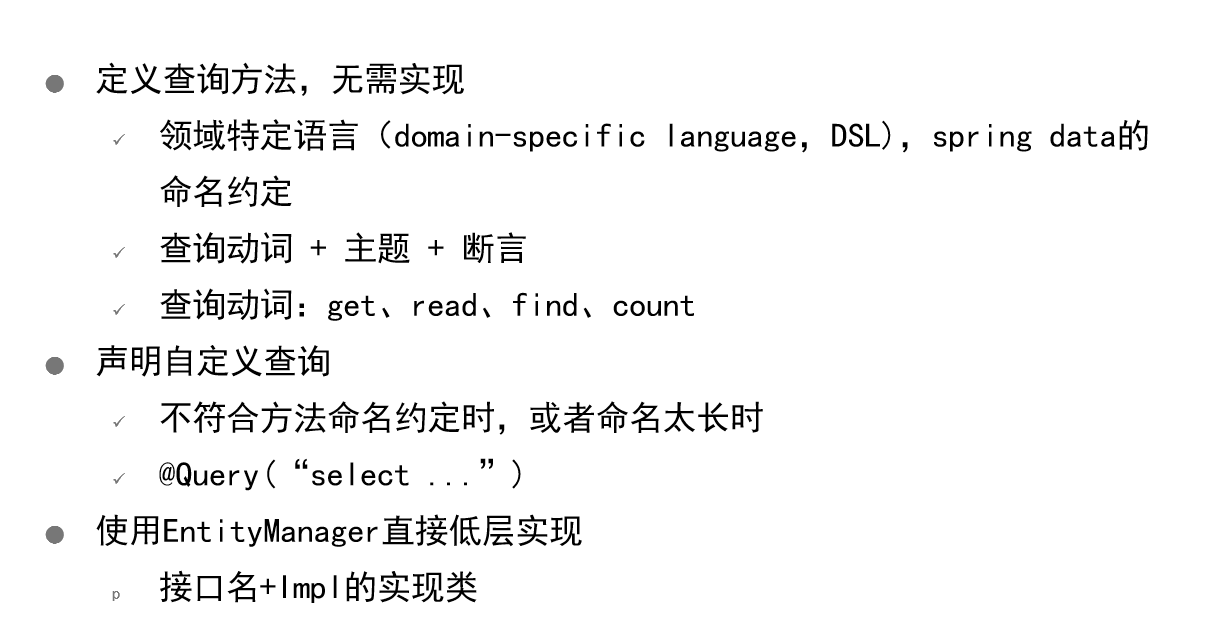 ● 定义查询方法，无需实现
✓ 领域特定语言（domain-specific language，DSL），spring data的
命名约定
✓ 查询动词 + 主题 + 断言
✓ 查询动词：get、read、find、count
● 声明自定义查询
✓ 不符合方法命名约定时，或者命名太长时
✓ @Query(“select ...”)
● 使用EntityManager直接低层实现
p 接口名+Impl的实现类